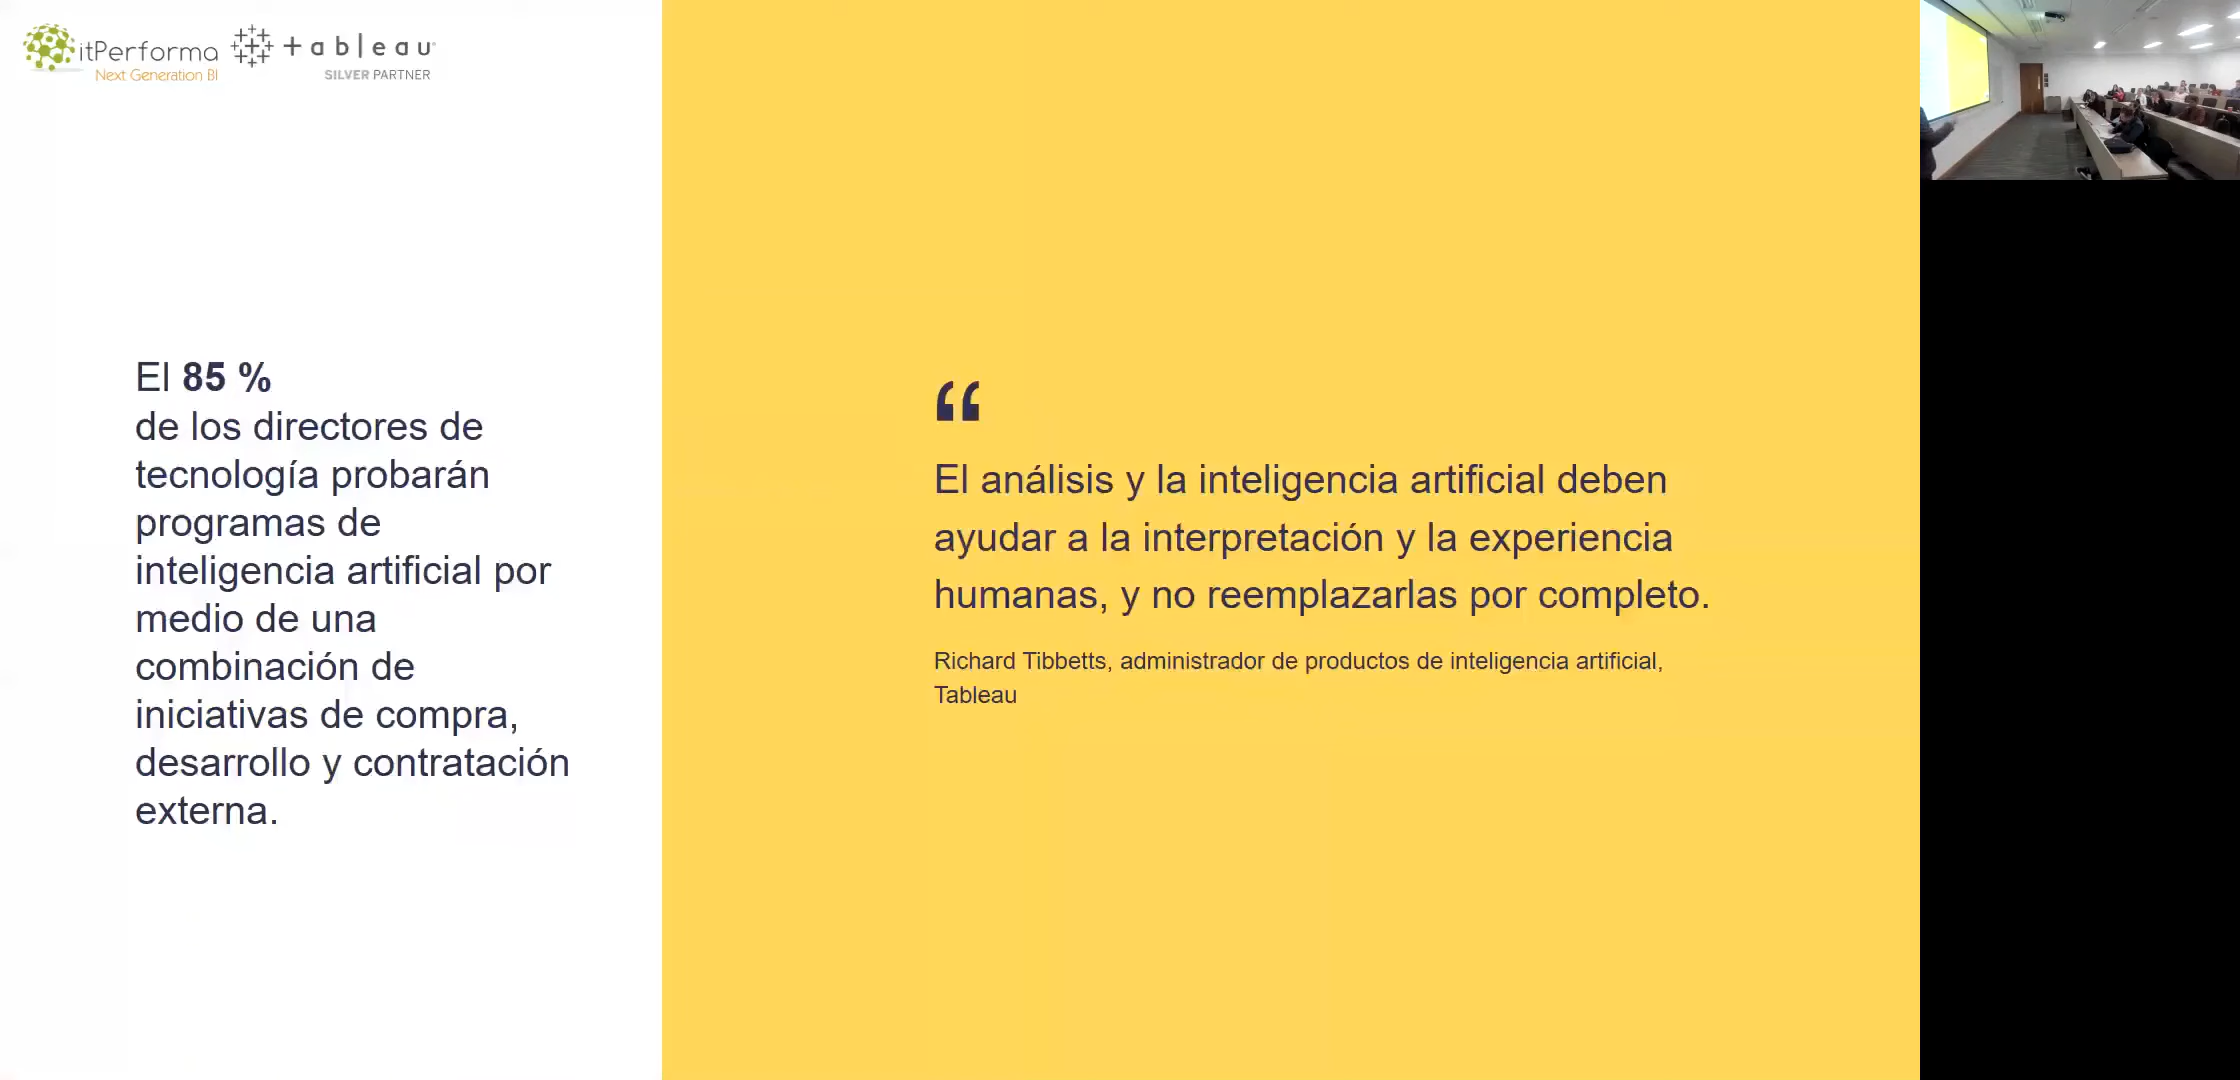 itPerforma
Next Generation BI
+ableau
SILVER PARTNER
El 85 %
de los directores de
tecnología probarán
programas de
inteligencia artificial por
medio de una
combinación de
iniciativas de compra,
desarrollo y contratación
externa.
“
El análisis y la inteligencia artificial deben
ayudar a la interpretación y la experiencia
humanas, y no reemplazarlas por completo.
Richard Tibbetts, administrador de productos de inteligencia artificial,
Tableau